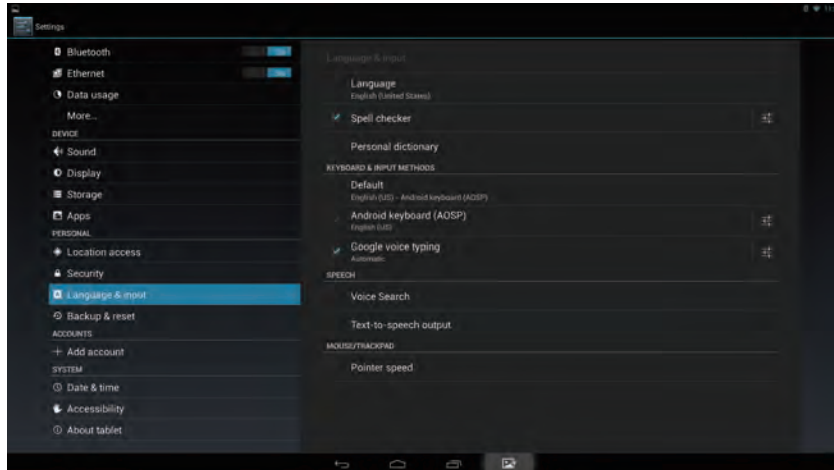 Settings
Bluetooth
Ethernet
Data usage
More...
DEVICE
Sound
Display
Storage
Apps
PERSONAL
Location access
Security
Language & input
Backup & reset
ACCOUNTS
Add account
SYSTEM
Date & time
Accessibility
About tablet
Language & input
Language
English (United States)
Spell checker
Personal dictionary
KEYBOARD & INPUT METHODS
Default
English (US) - Android keyboard (AOSP)
Android keyboard (AOSP)
English (US)
Google voice typing
Automatic
SPEECH
Voice Search
Text-to-speech output
MOUSE/TRACKPAD
Pointer speed